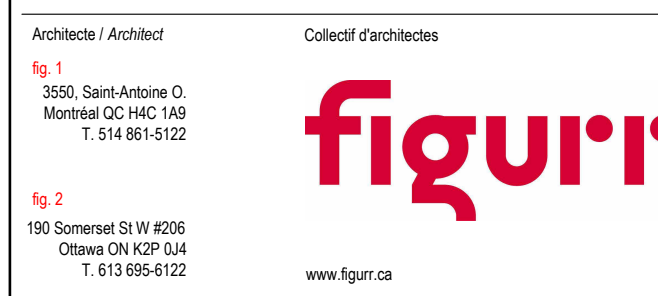 Architecte / Architect
fig. 1
3550, Saint-Antoine O.
Montréal QC H4C 1A9
T. 514 861-5122
fig. 2
190 Somerset St W #206
Ottawa ON K2P 0J4
T. 613 695-6122
Collectif d'architectes
figurr
www.figurr.ca